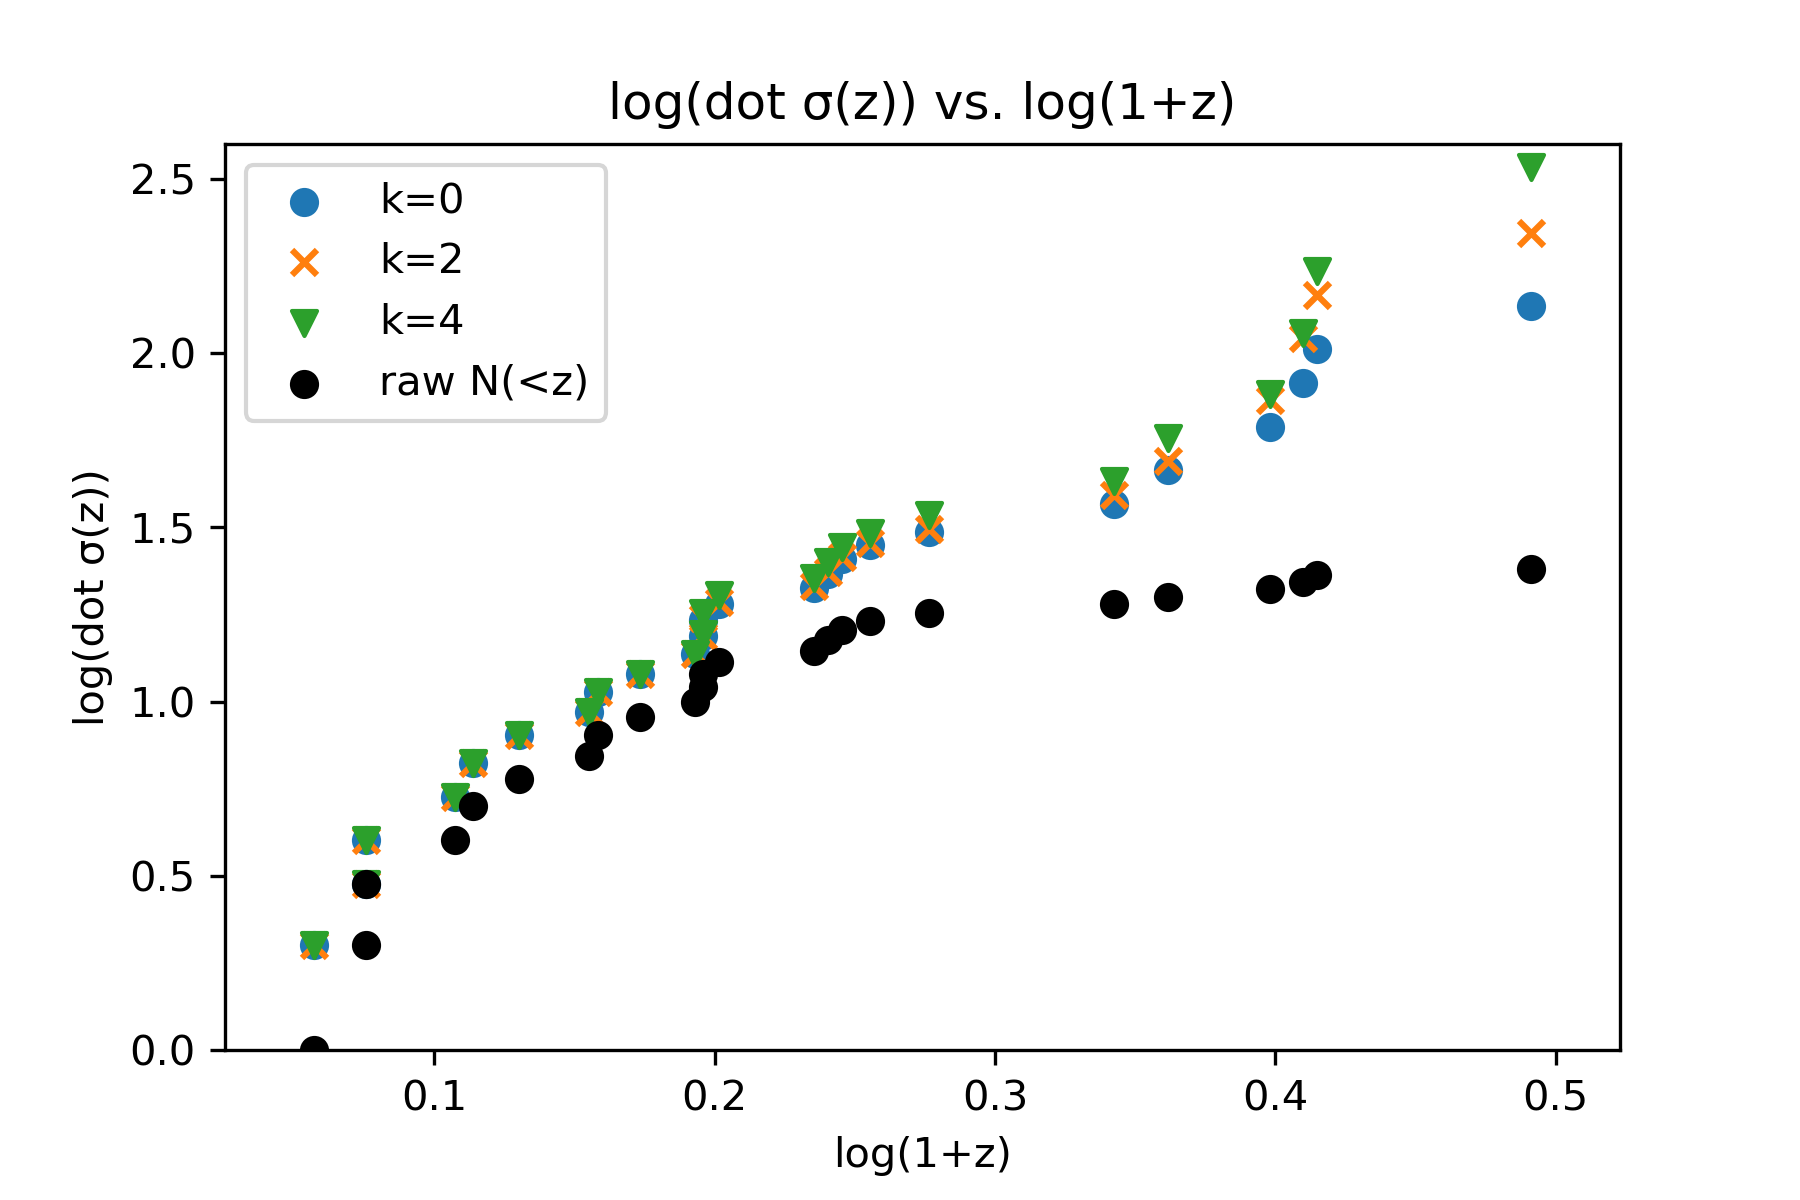 log(dot σ(z)) vs. log(1+z)
k=0
k=2
k=4
raw N(<z)
log(dot σ(z))
2.5
2.0
1.5
1.0
0.5
0.0
0.1 0.2 0.3 0.4 0.5
log(1+z)